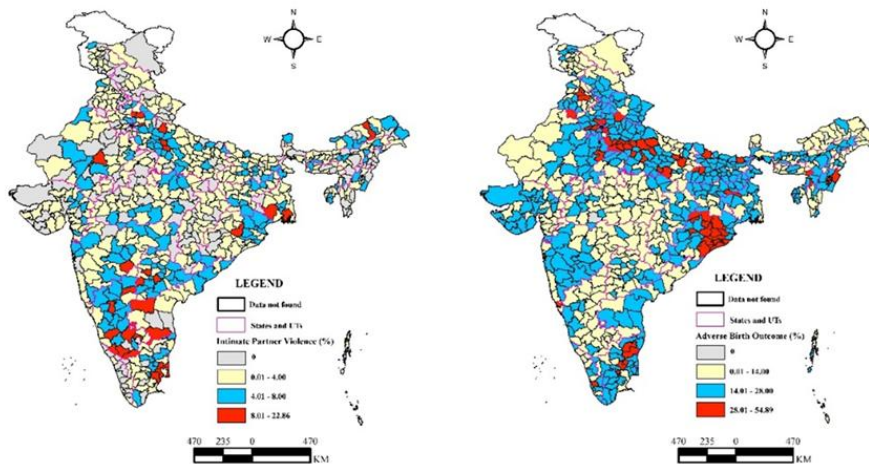 N
W E
S
LEGEND
Data not found
States and UTs
Intimate Partner Violence (%)
0
0.01 - 4.00
4.01 - 8.00
8.01 - 22.86
470 235 0 470
KM
N
W E
S
LEGEND
Data not found
States and UTs
Adverse Birth Outcome (%)
0
0.01 - 14.00
14.01 - 28.00
28.01 - 54.89
470 235 0 470
KM